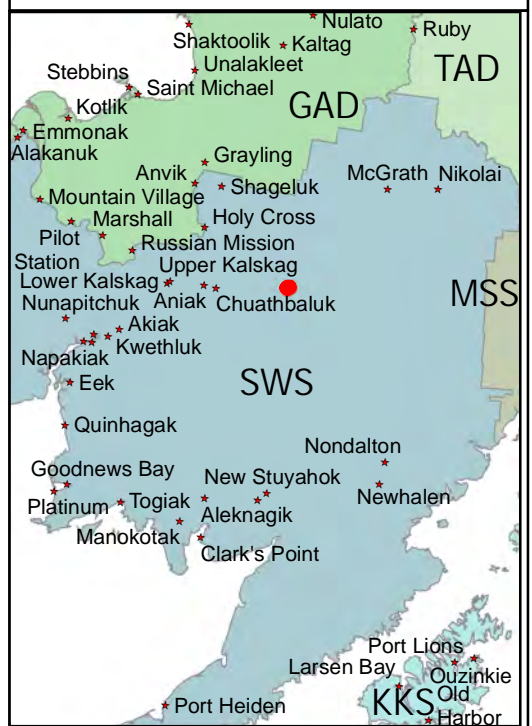 Nulato
Ruby
Shaktoolik
Kaltag
TAD
Unalakleet
Stebbins
Saint Michael
GAD
Kotlik
Emmonak
Alakanuk
Grayling
Anvik
Shageluk
McGrath
Nikolai
Mountain Village
Marshall
Holy Cross
Pilot
Station
Russian Mission
Upper Kalskag
Lower Kalskag
Aniak
Chuathbaluk
MSS
Nunapitchuk
Akiak
Kwethluk
Napakiak
SWS
Eek
Quinhagak
Nondalton
Goodnews Bay
New Stuyahok
Newhalen
Platinum
Togiak
Aleknagik
Manokotak
Clark's Point
Port Lions
Larsen Bay
Ouzinkie
KKS
Old
Harbor
Port Heiden